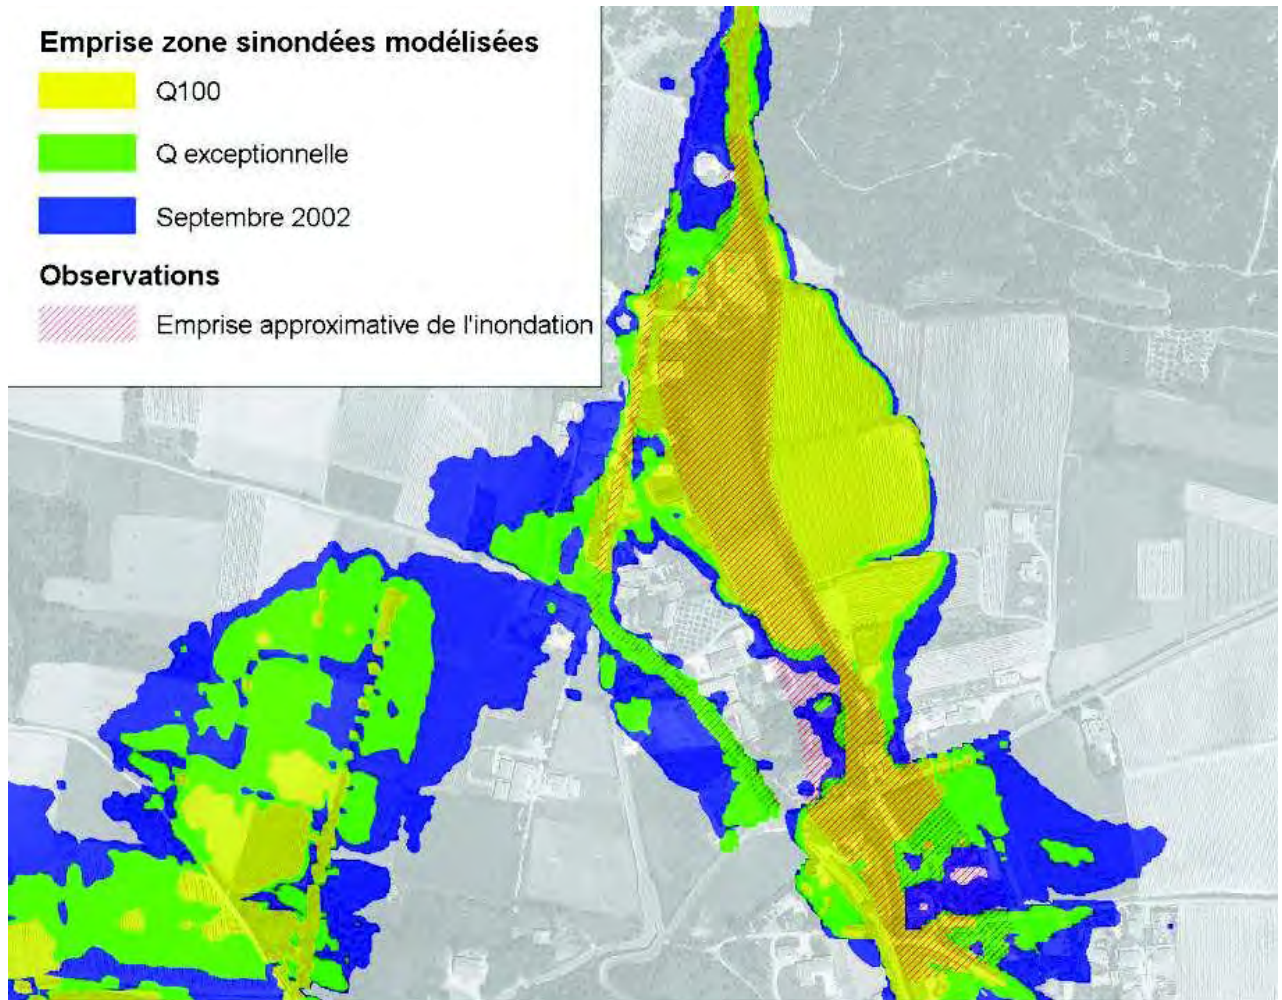 Emprise zone sinondées modélisées
Q100
Q exceptionnelle
Septembre 2002
Observations
Emprise approximative de l'inondation